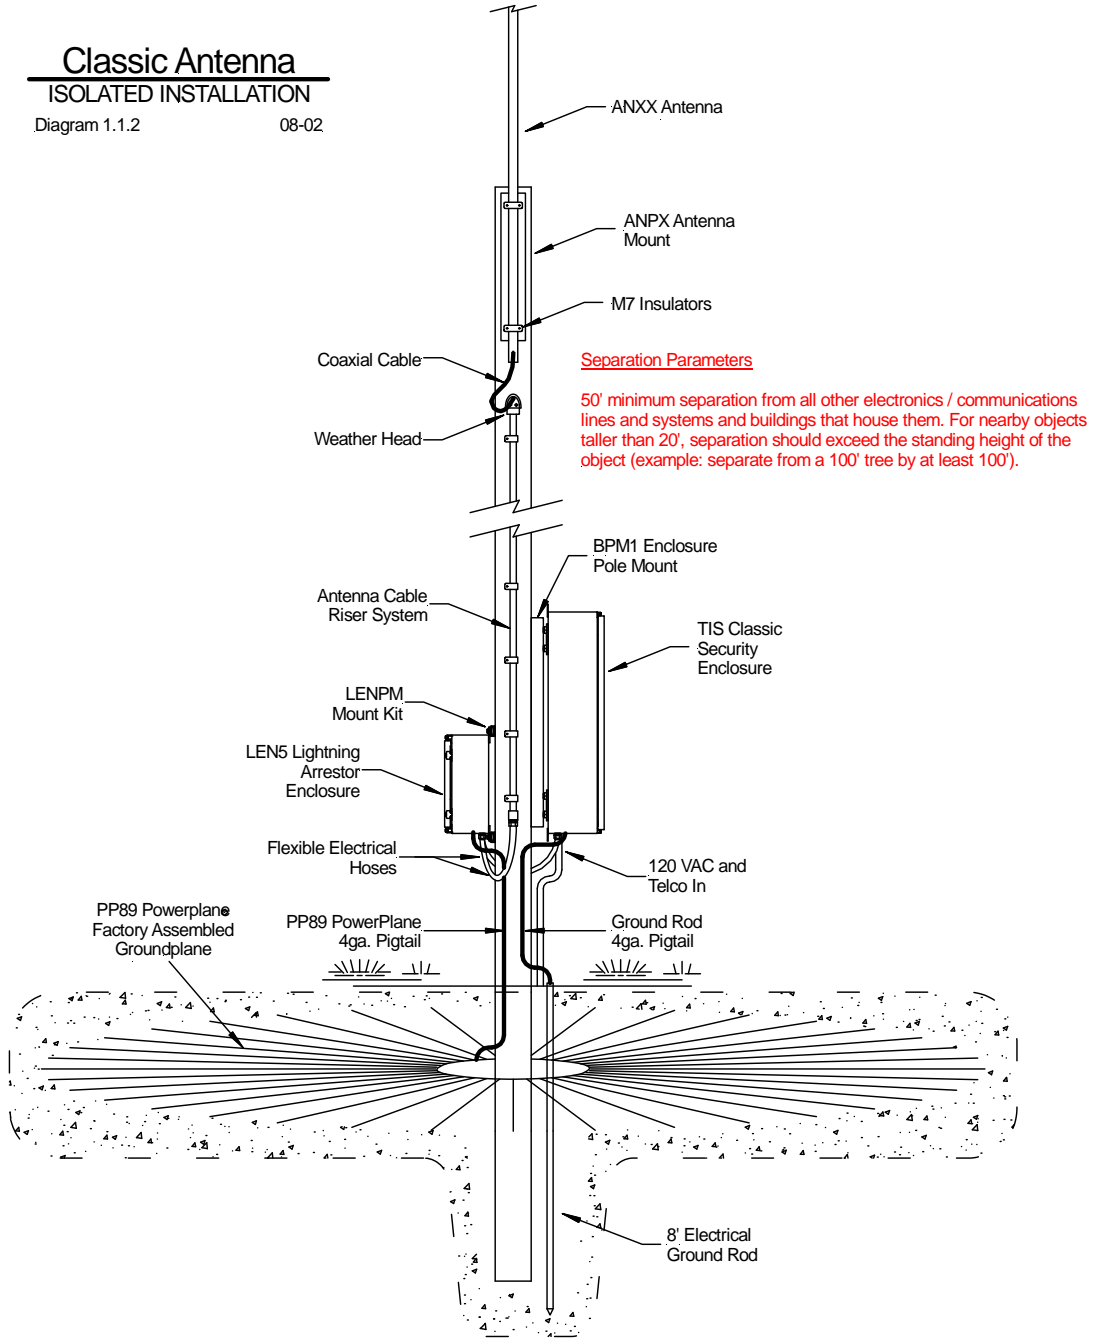 Classic Antenna
ISOLATED INSTALLATION
Diagram 1.1.2 08-02
ANXX Antenna
ANPX Antenna
Mount
M7 Insulators
Coaxial Cable
Separation Parameters
50' minimum separation from all other electronics / communications
lines and systems and buildings that house them. For nearby objects
taller than 20', separation should exceed the standing height of the
object (example: separate from a 100' tree by at least 100').
Weather Head
BPM1 Enclosure
Pole Mount
Antenna Cable
Riser System
TIS Classic
Security
Enclosure
LENPM
Mount Kit
LEN5 Lightning
Arrestor
Enclosure
Flexible Electrical
Hoses
120 VAC and
Telco In
PP89 Powerplane
Factory Assembled
Groundplane
PP89 PowerPlane
4ga. Pigtail
Ground Rod
4ga. Pigtail
8' Electrical
Ground Rod